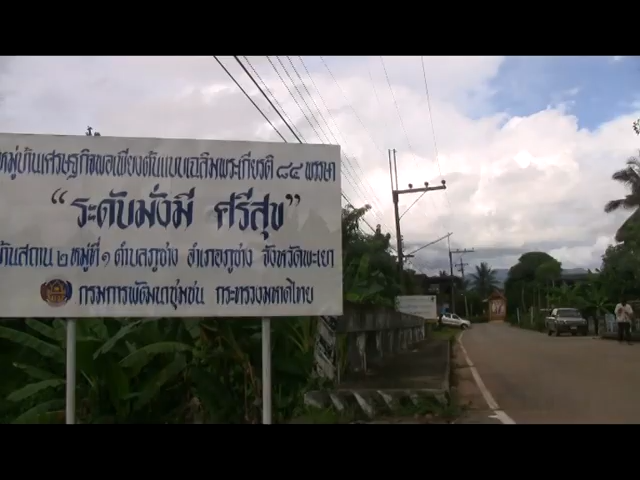 หมู่บ้านเศรษฐกิจพอเพียงต้นแบบเฉลิมพระเกียรติ ๘๔ พรรษา
“ระดับมั่งมี ศรีสุข”
บ้านสถาน ๒ หมู่ที่ ๑ ตำบลภูซาง อำเภอภูซาง จังหวัดพะเยา
กรมการพัฒนาชุมชน กระทรวงมหาดไทย